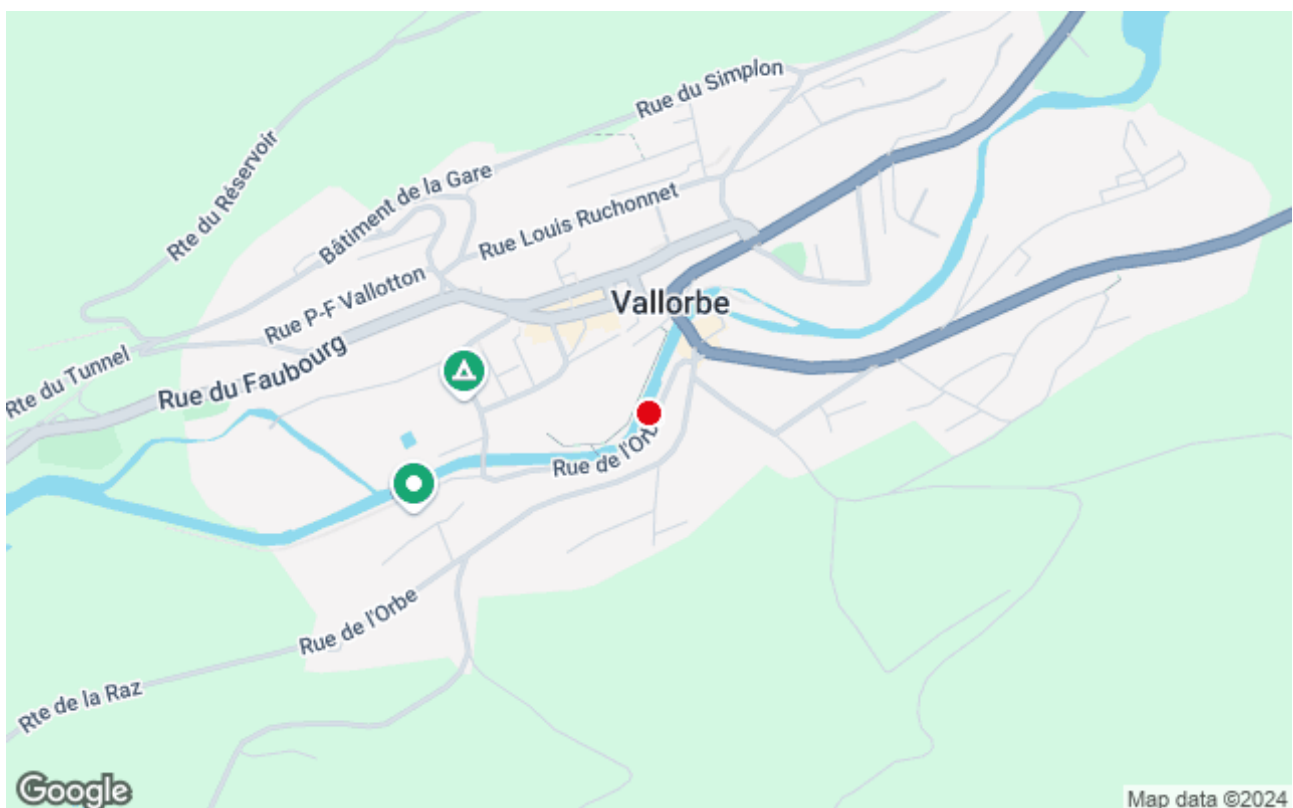 Rue du Simplon
Rte du Réservoir
Bâtiment de la Gare
Rue Louis Ruchonnet
Rue P-F Vallotton
Vallorbe
Rte du Tunnel
Rue du Faubourg
Rue de l'Orb
Rue de l'Orbe
Rte de la Raz
Google
Map data ©2024